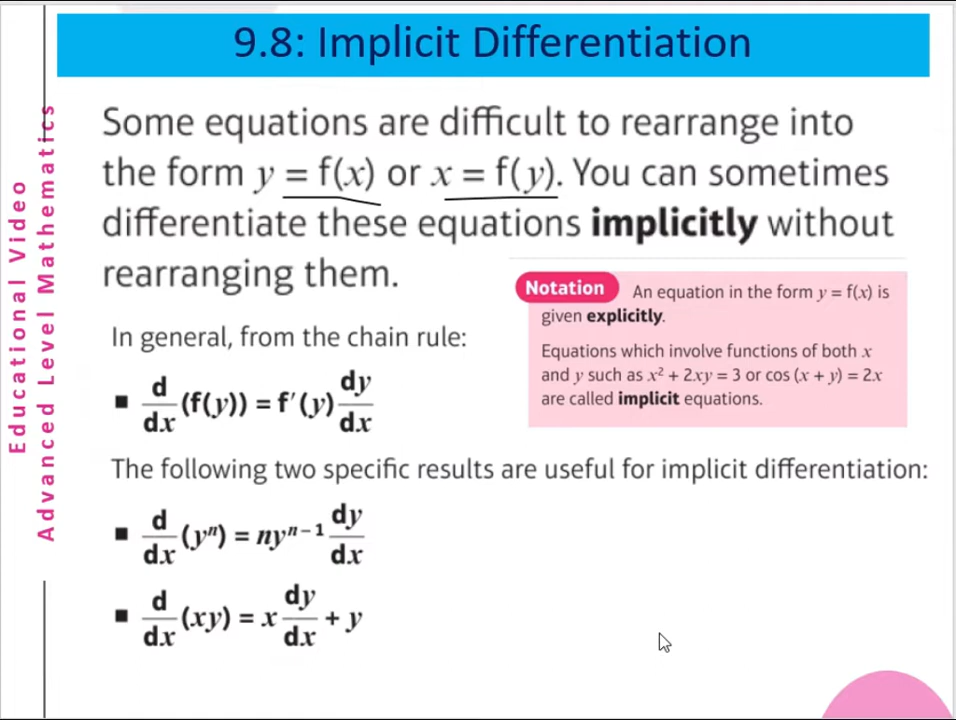 9.8: Implicit Differentiation
Educational Video
Advanced Level Mathematics
Some equations are difficult to rearrange into
the form y = f(x) or x = f(y). You can sometimes
differentiate these equations implicitly without
rearranging them.
Notation An equation in the form y = f(x) is
given explicitly.
Equations which involve functions of both x
and y such as x² + 2xy = 3 or cos (x + y) = 2x
are called implicit equations.
In general, from the chain rule:
■ d/dx (f(y)) = f′(y) dy/dx
The following two specific results are useful for implicit differentiation:
■ d/dx (yⁿ) = nyⁿ⁻¹ dy/dx
■ d/dx (xy) = x dy/dx + y